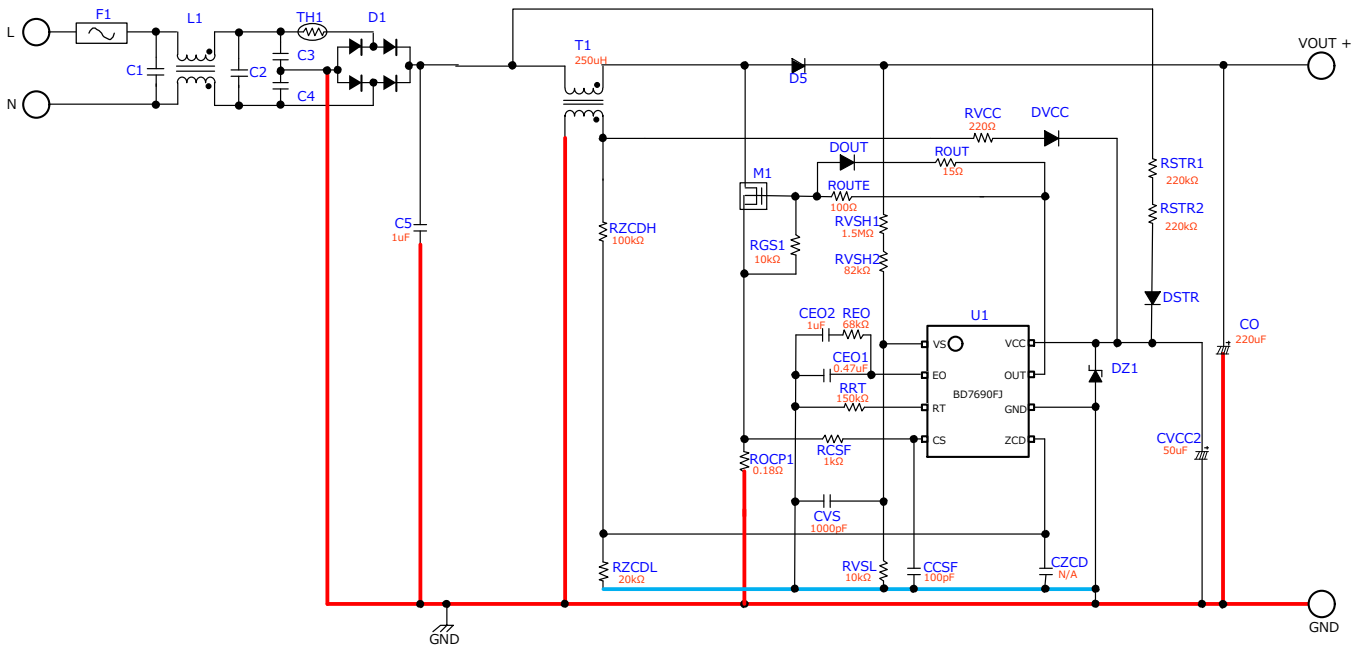 F1
L1
TH1
D1
L
C1
C2
C3
C4
N
T1
250uH
D5
VOUT +
RVCC
220Ω
DVCC
DOUT
ROUT
15Ω
M1
ROUTE
100Ω
RSTR1
220kΩ
RSTR2
220kΩ
C5
1uF
RZCDH
100kΩ
RGS1
10kΩ
RVSH1
1.5MΩ
RVSH2
82kΩ
DSTR
CEO2
1uF
REO
68kΩ
U1
CO
220uF
VS
VCC
CEO1
0.47uF
EO
OUT
DZ1
RRT
150kΩ
BD7690FJ
RT
GND
CS
ZCD
RCSF
1kΩ
ROCP1
0.18Ω
CVCC2
50uF
CVS
1000pF
RZCDL
20kΩ
RVSL
10kΩ
CCSF
100pF
CZCD
N/A
GND
GND